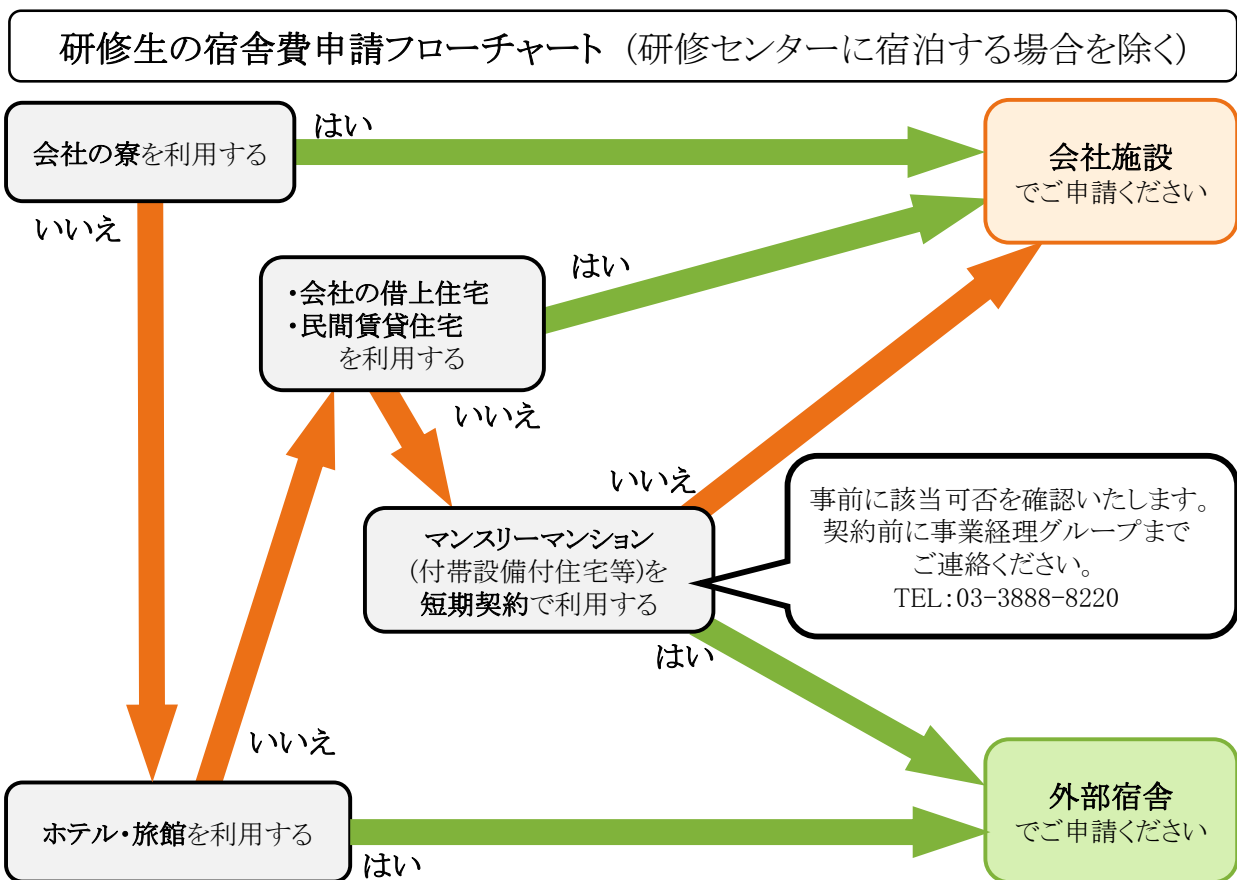 研修生の宿舎費申請フローチャート (研修センターに宿泊する場合を除く)
会社の寮を利用する
はい
会社施設
でご申請ください
いいえ
・会社の借上住宅
・民間賃貸住宅
を利用する
はい
いいえ
マンスリーマンション
(付帯設備付住宅等)を
短期契約で利用する
いいえ
事前に該当可否を確認いたします。
契約前に事業経理グループまで
ご連絡ください。
TEL:03-3888-8220
はい
いいえ
ホテル・旅館を利用する
はい
外部宿舎
でご申請ください